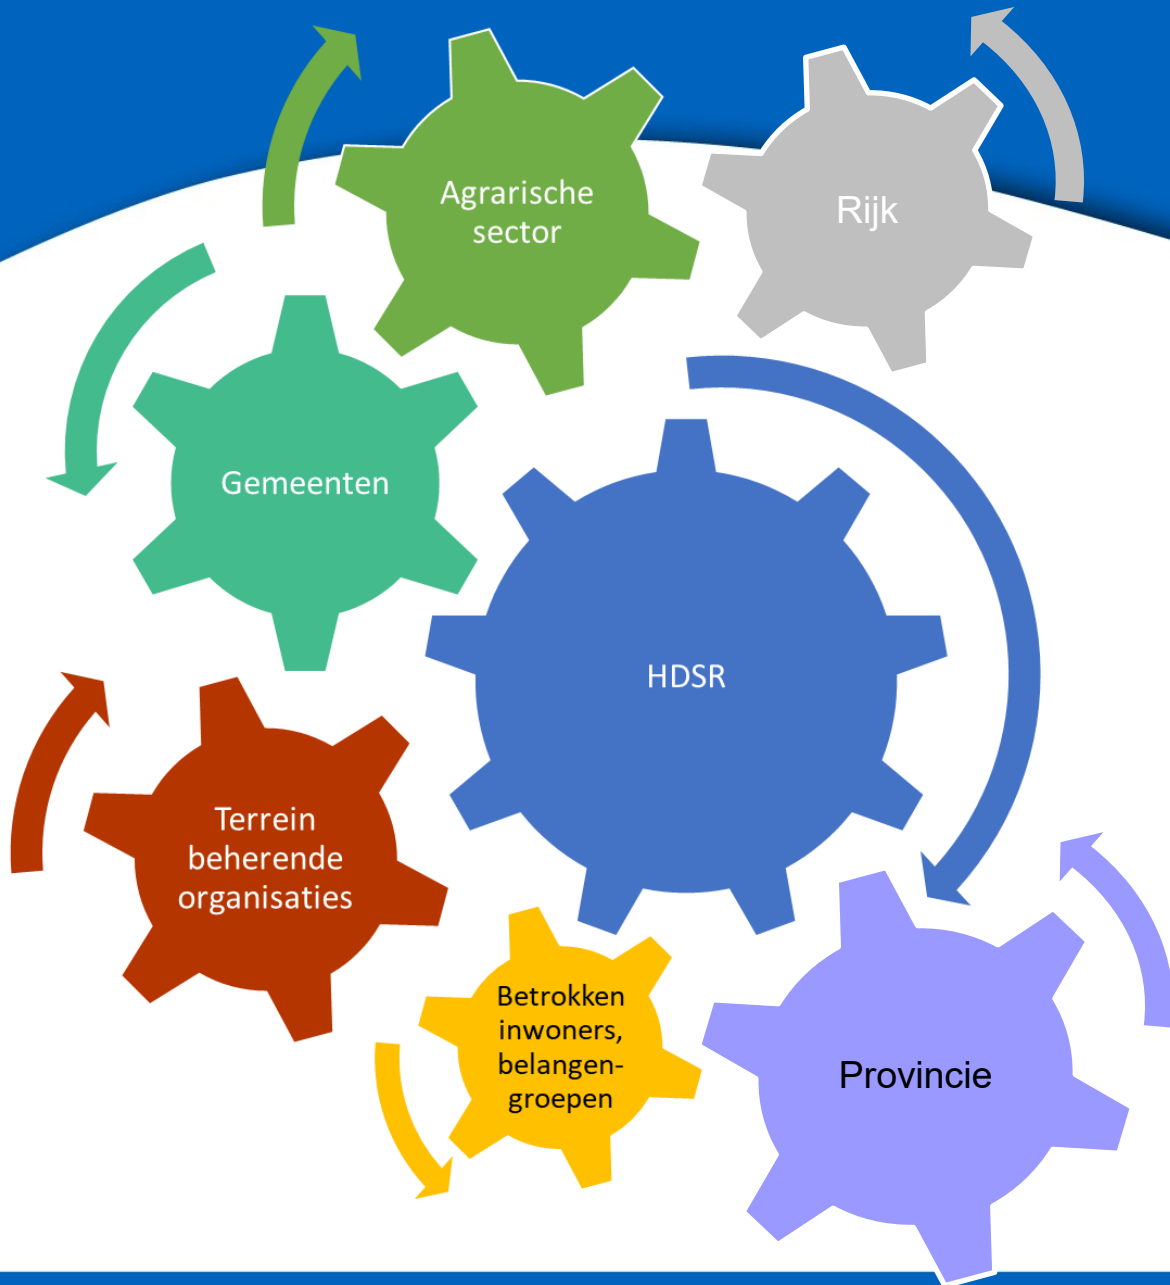 Agrarische
sector
Rijk
Gemeenten
HDSR
Terrein
beherende
organisaties
Betrokken
inwoners,
belangen-
groepen
Provincie